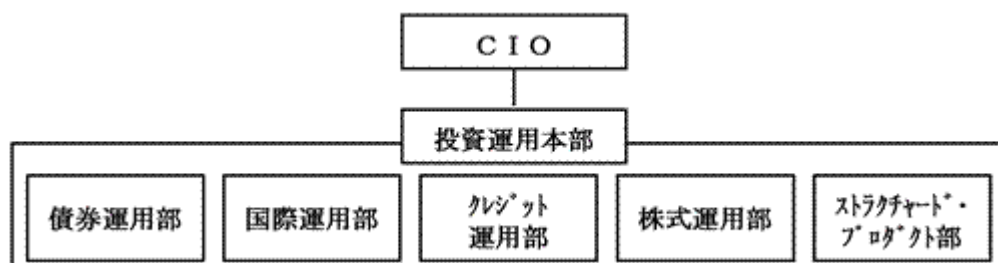 ＣＩＯ
投資運用本部
債券運用部
国際運用部
ｸﾚｼﾞｯﾄ
運用部
株式運用部
ｽﾄﾗｸﾁｬｰﾄﾞ・
ﾌﾟﾛﾀﾞｸﾄ部